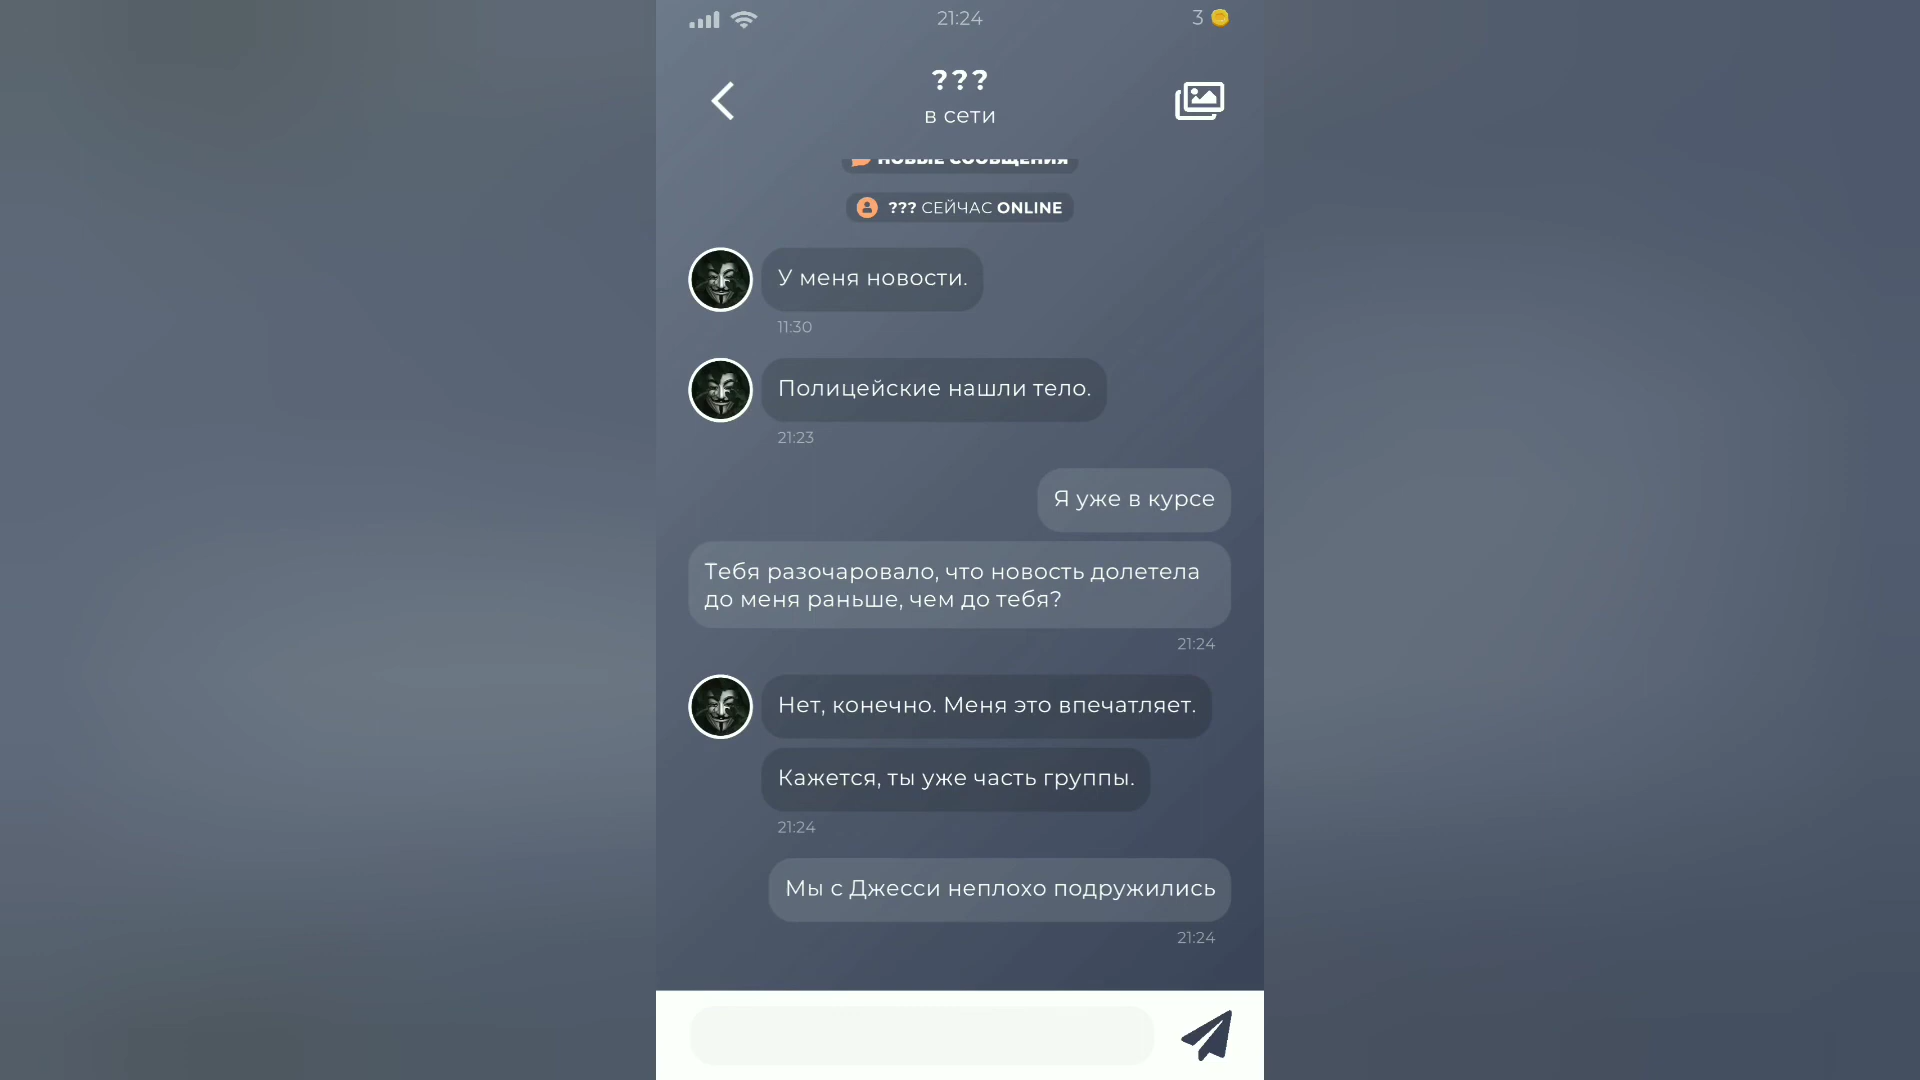 21:24
3
???
в сети
НОВЫЕ СООБЩЕНИЯ
??? СЕЙЧАС ONLINE
У меня новости.
11:30
Полицейские нашли тело.
21:23
Я уже в курсе
Тебя разочаровало, что новость долетела
до меня раньше, чем до тебя?
21:24
Нет, конечно. Меня это впечатляет.
Кажется, ты уже часть группы.
21:24
Мы с Джесси неплохо подружились
21:24